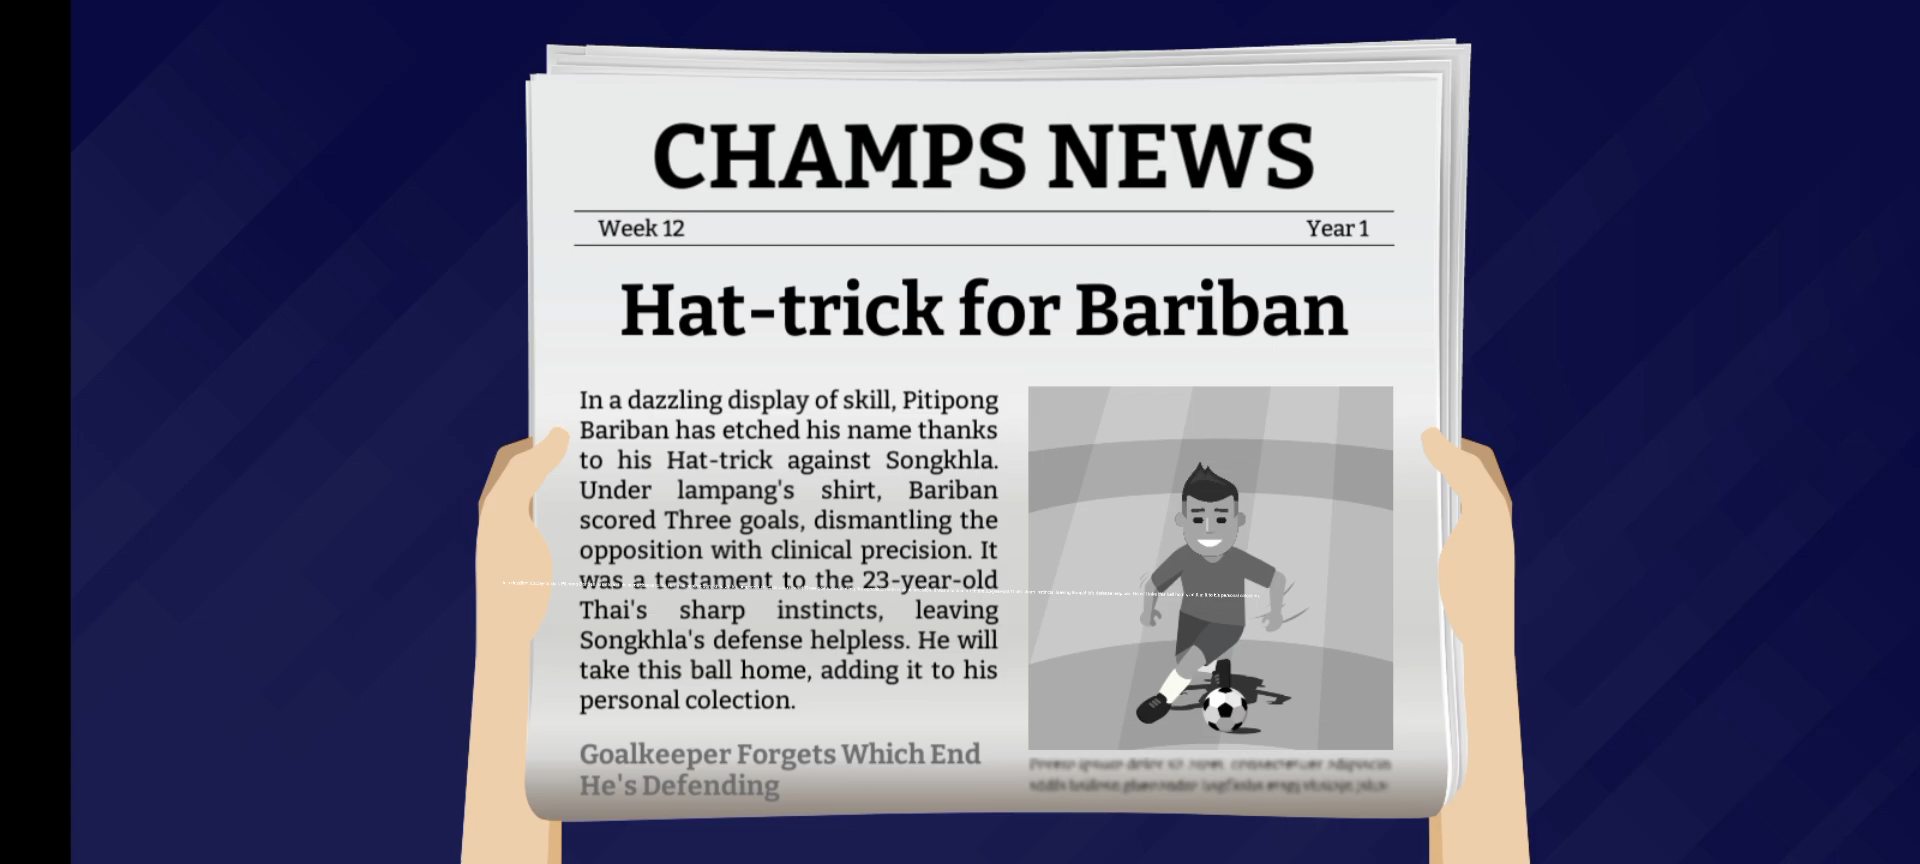 CHAMPS NEWS
Week 12 Year 1
Hat-trick for Bariban
In a dazzling display of skill, Pitipong
Bariban has etched his name thanks
to his Hat-trick against Songkhla.
Under lampang's shirt, Bariban
scored Three goals, dismantling the
opposition with clinical precision. It
was a testament to the 23-year-old
Thai's sharp instincts, leaving
Songkhla's defense helpless. He will
take this ball home, adding it to his
personal colection.
Goalkeeper Forgets Which End
He's Defending